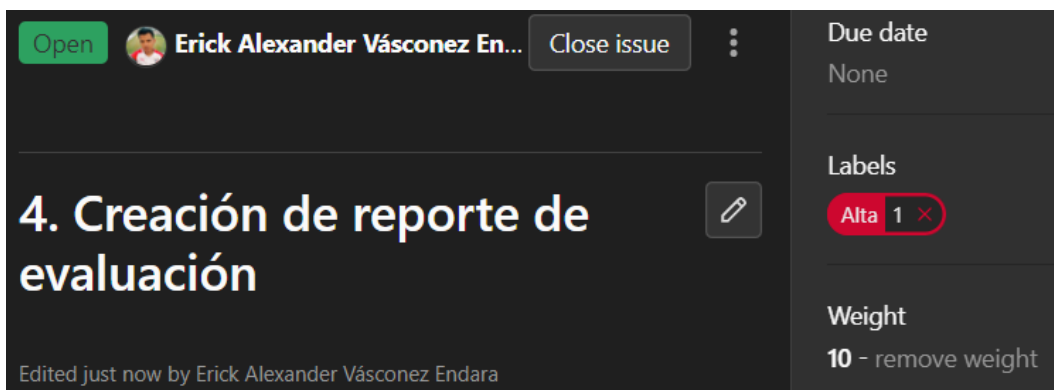 Open
Erick Alexander Vásconez En...
Close issue
4. Creación de reporte de
evaluación
Edited just now by Erick Alexander Vásconez Endara
Due date
None
Labels
Alta 1 ×
Weight
10 - remove weight